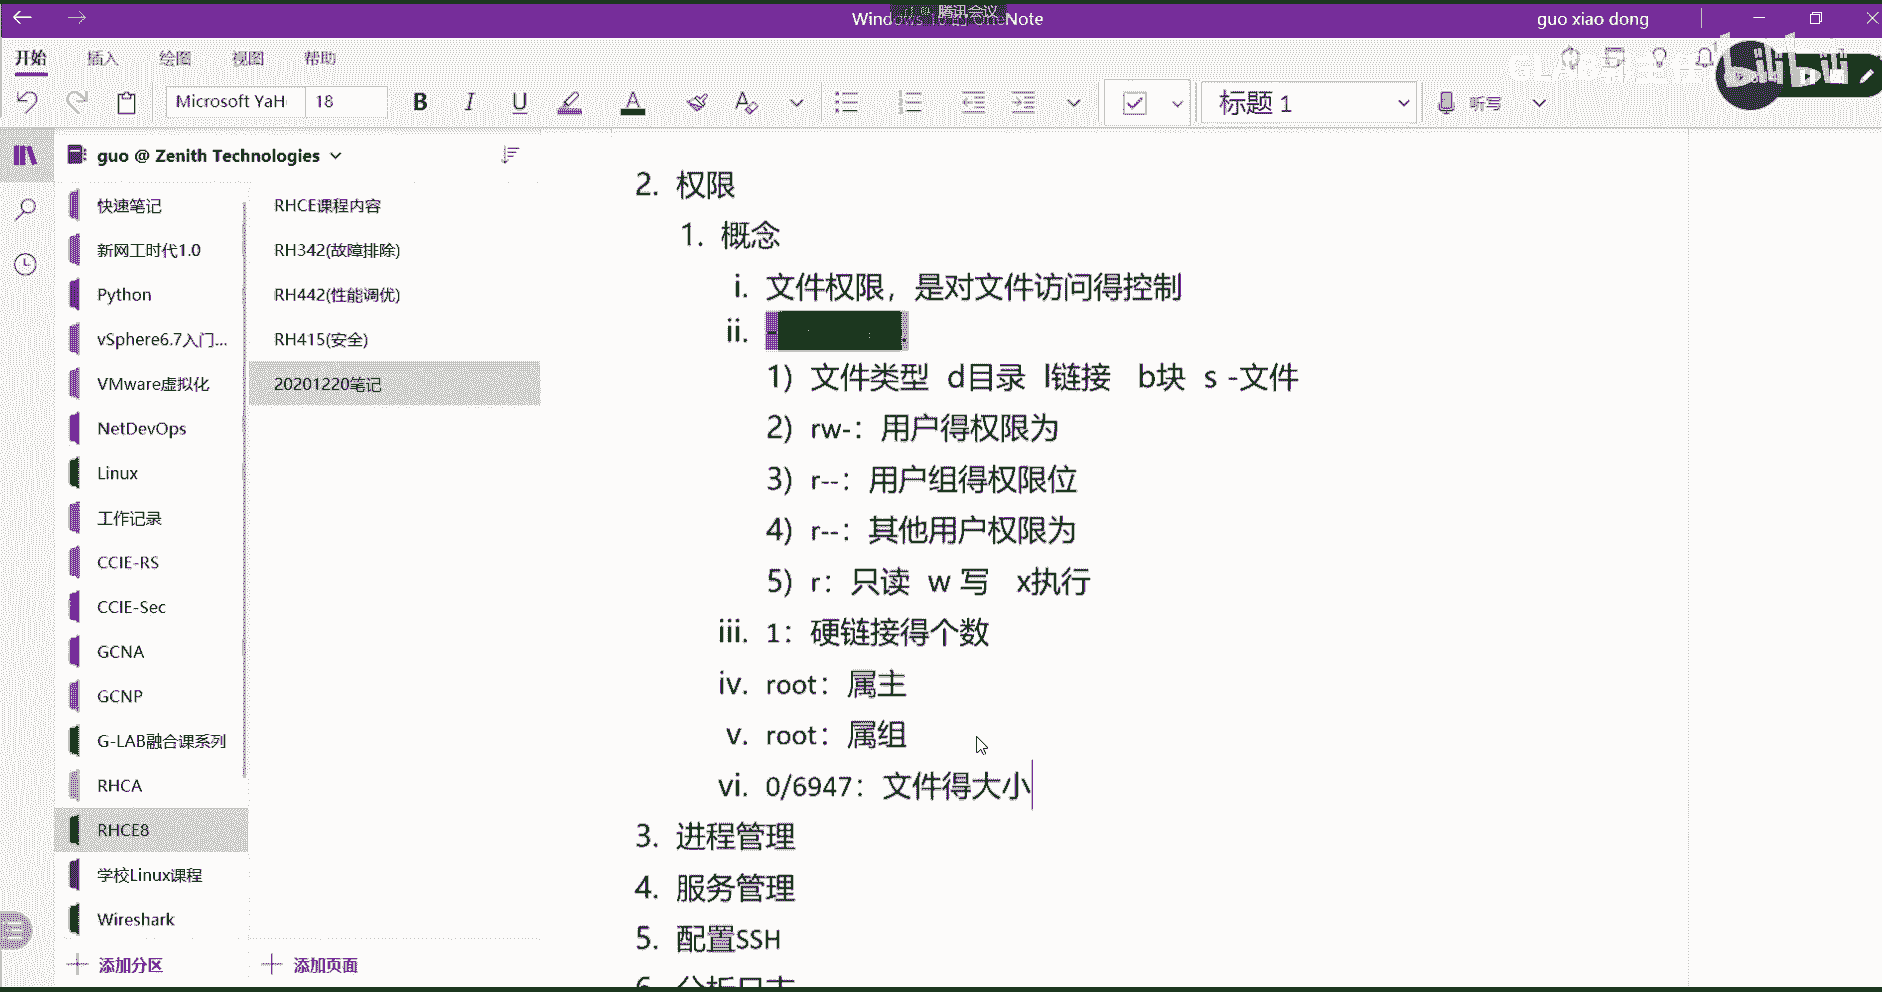 腾讯会议
guo xiao dong
开始 插入 绘图 视图 帮助
Microsoft YaH 18
标题 1
听写
guo @ Zenith Technologies
快速笔记
新网工时代1.0
Python
vSphere6.7入门...
VMware虚拟化
NetDevOps
Linux
工作记录
CCIE-RS
CCIE-Sec
GCNA
GCNP
G-LAB融合课系列
RHCA
RHCE8
学校Linux课程
Wireshark
添加分区
RHCE课程内容
RH342(故障排除)
RH442(性能调优)
RH415(安全)
20201220笔记
添加页面
2. 权限
1. 概念
i. 文件权限，是对文件访问得控制
ii.
1) 文件类型 d目录 l链接 b块 s -文件
2) rw-：用户得权限为
3) r--：用户组得权限位
4) r--：其他用户权限为
5) r：只读 w 写 x执行
iii. 1：硬链接得个数
iv. root：属主
v. root：属组
vi. 0/6947：文件得大小
3. 进程管理
4. 服务管理
5. 配置SSH
6. 分析日志
bilibili